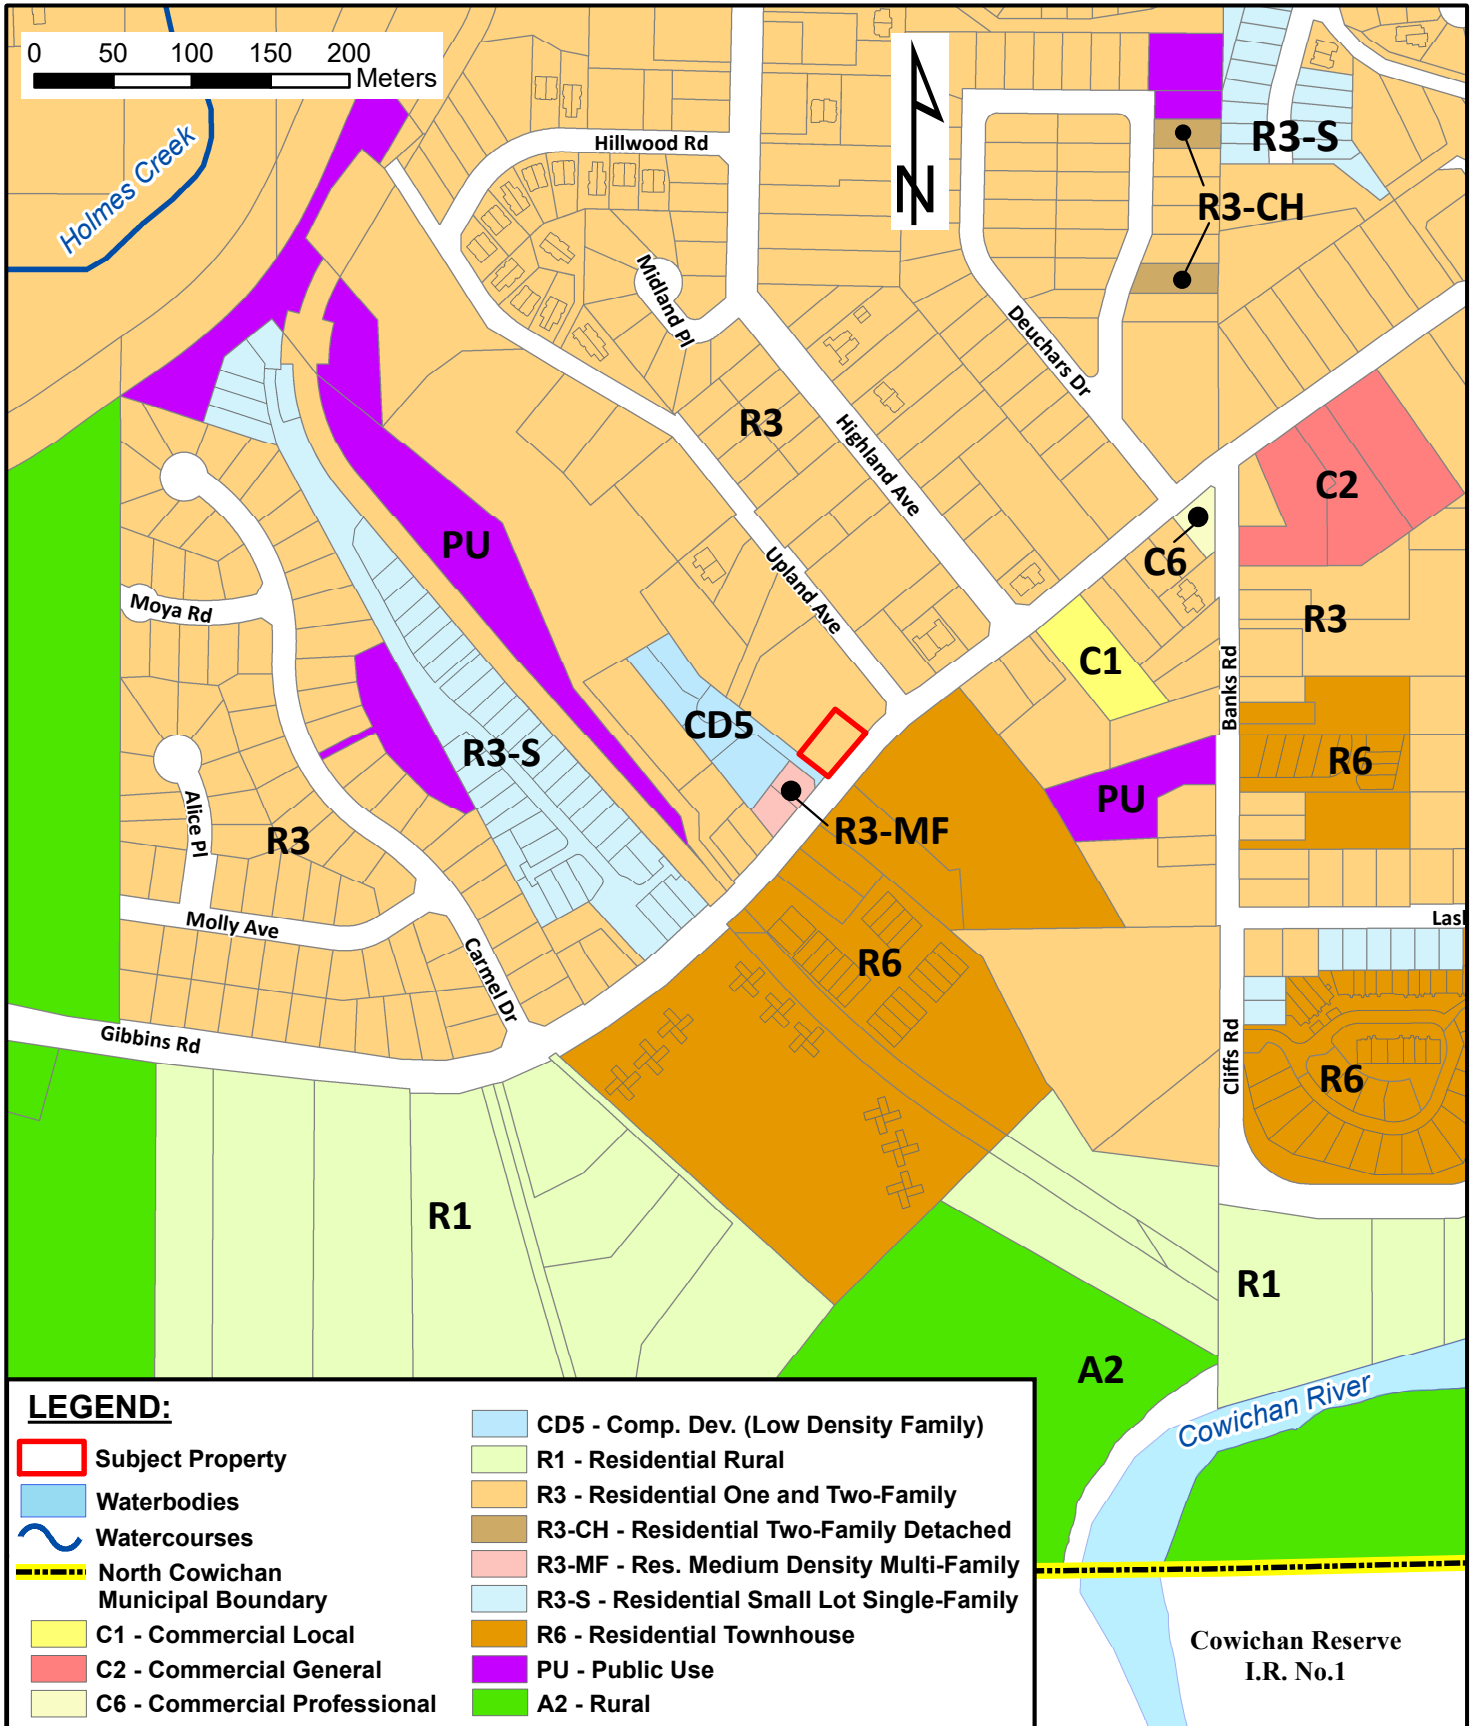 0 50 100 150 200
Meters
Holmes Creek
Hillwood Rd
N
R3-S
R3-CH
Midland Pl
Deuchars Dr
R3
Highland Ave
C2
PU
C6
Upland Ave
Moya Rd
R3
C1
Banks Rd
CD5
R3-S
R6
PU
Alice Pl
R3
R3-MF
Molly Ave
Carmel Dr
R6
Gibbins Rd
Cliffs Rd
R6
R1
R1
A2
Cowichan River
LEGEND:
Subject Property
Waterbodies
Watercourses
North Cowichan
Municipal Boundary
C1 - Commercial Local
C2 - Commercial General
C6 - Commercial Professional
CD5 - Comp. Dev. (Low Density Family)
R1 - Residential Rural
R3 - Residential One and Two-Family
R3-CH - Residential Two-Family Detached
R3-MF - Res. Medium Density Multi-Family
R3-S - Residential Small Lot Single-Family
R6 - Residential Townhouse
PU - Public Use
A2 - Rural
Cowichan Reserve
I.R. No.1